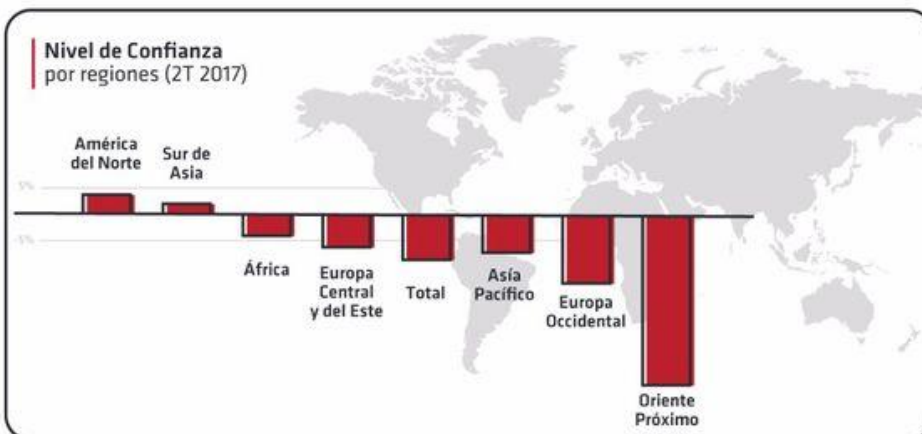 Nivel de Confianza
por regiones (2T 2017)
América
del Norte
Sur de
Asia
5%
-5%
África
Europa
Central
y del Este
Total
Asía
Pacífico
Europa
Occidental
Oriente
Próximo